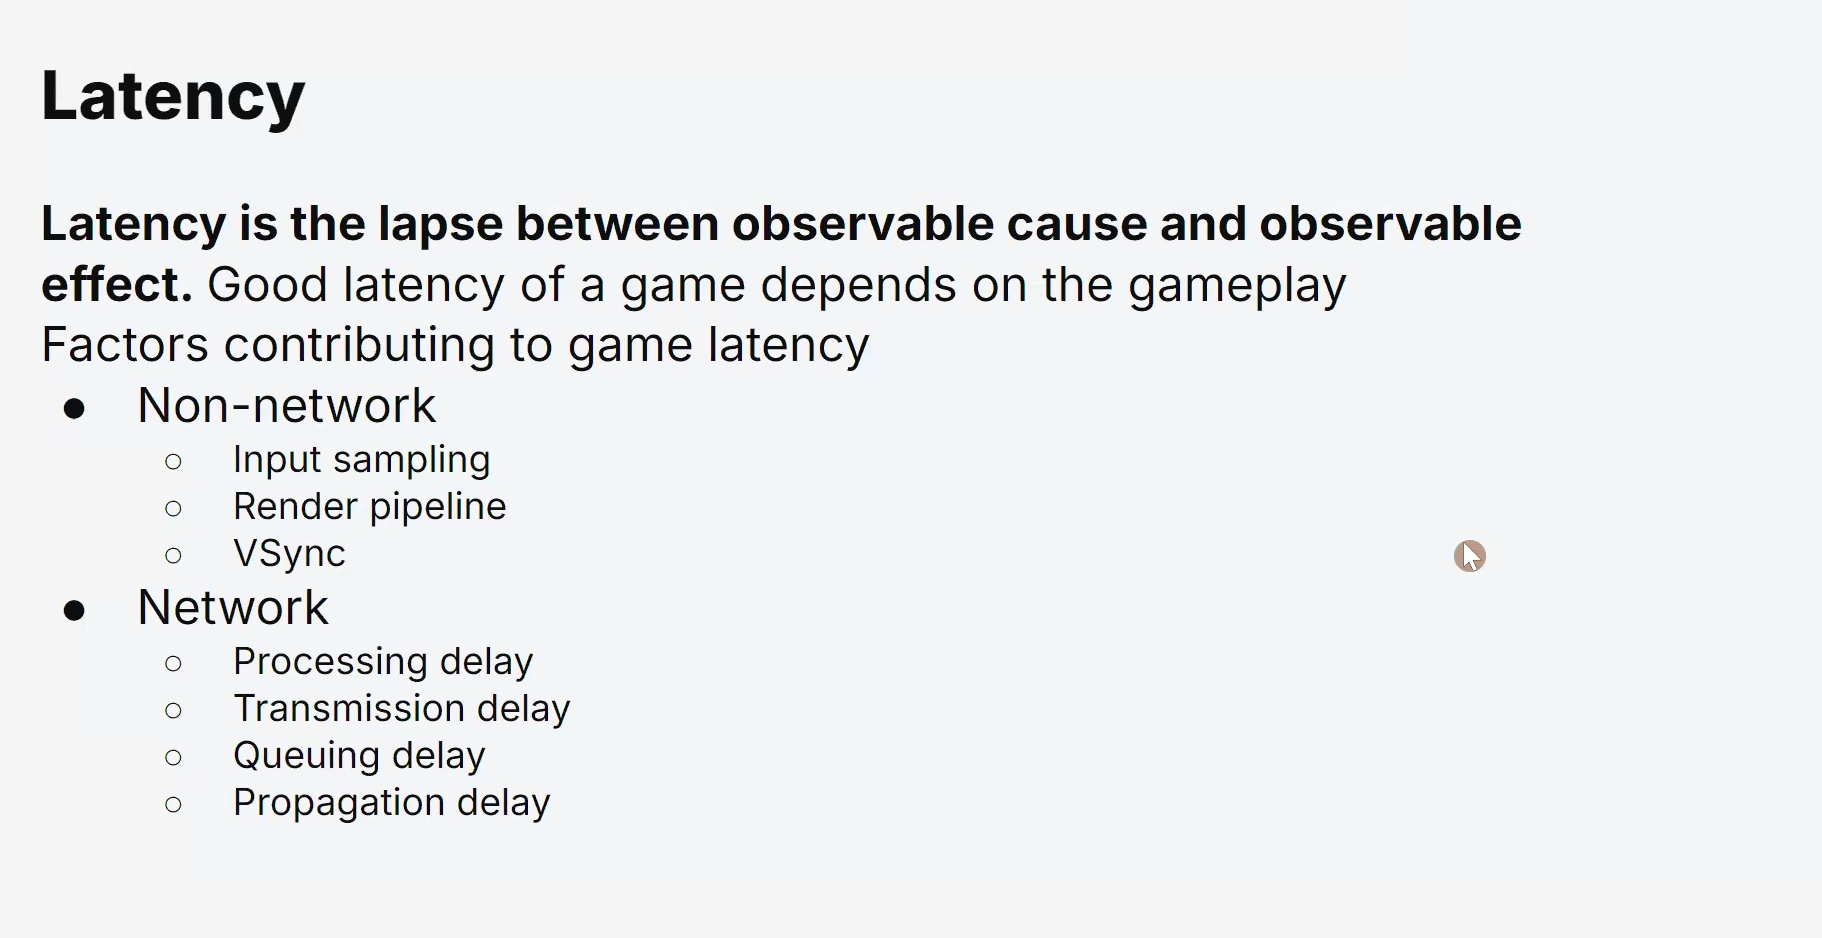 Latency
Latency is the lapse between observable cause and observable
effect. Good latency of a game depends on the gameplay
Factors contributing to game latency
● Non-network
○ Input sampling
○ Render pipeline
○ VSync
● Network
○ Processing delay
○ Transmission delay
○ Queuing delay
○ Propagation delay